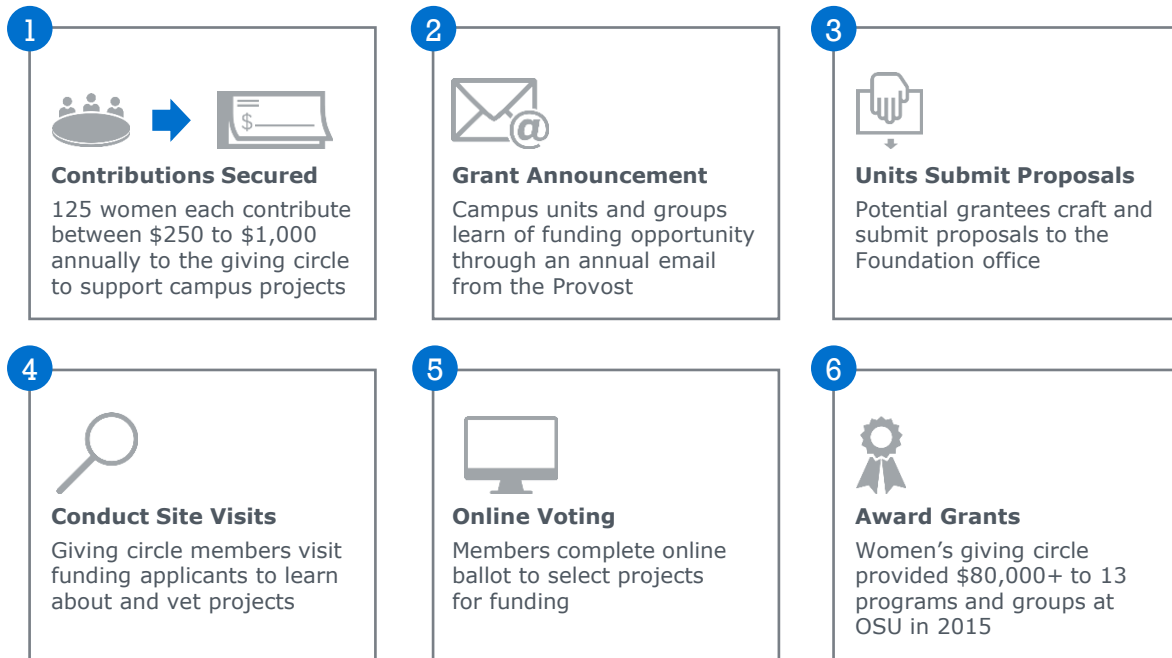 1
$
Contributions Secured
125 women each contribute
between $250 to $1,000
annually to the giving circle
to support campus projects
2
@
Grant Announcement
Campus units and groups
learn of funding opportunity
through an annual email
from the Provost
3
Units Submit Proposals
Potential grantees craft and
submit proposals to the
Foundation office
4
Conduct Site Visits
Giving circle members visit
funding applicants to learn
about and vet projects
5
Online Voting
Members complete online
ballot to select projects
for funding
6
Award Grants
Women’s giving circle
provided $80,000+ to 13
programs and groups at
OSU in 2015